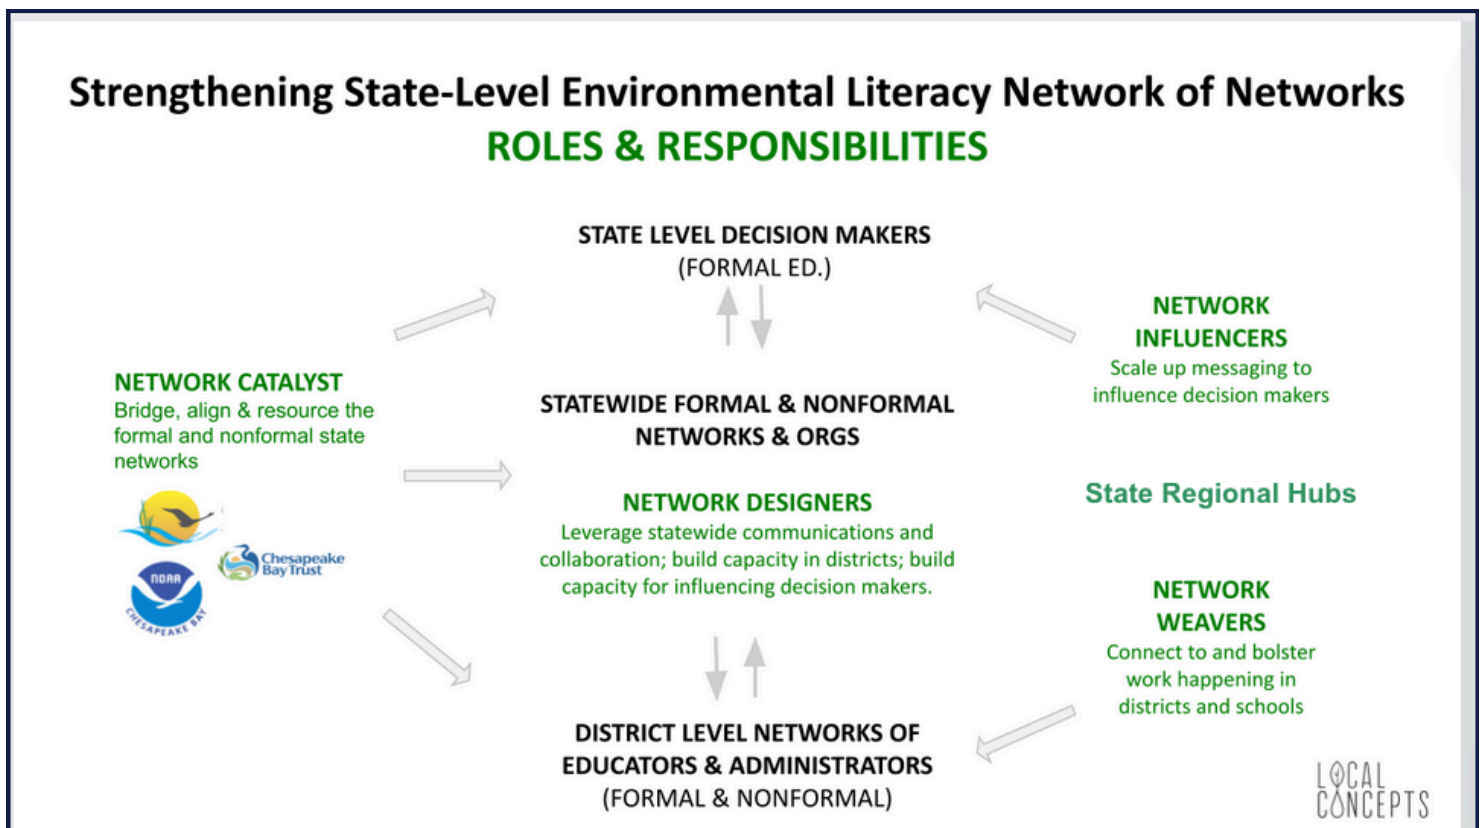 Strengthening State-Level Environmental Literacy Network of Networks
ROLES & RESPONSIBILITIES
STATE LEVEL DECISION MAKERS
(FORMAL ED.)
NETWORK
INFLUENCERS
Scale up messaging to
influence decision makers
NETWORK CATALYST
Bridge, align & resource the
formal and nonformal state
networks
NOAA
CHESAPEAKE BAY
Chesapeake
Bay Trust
STATEWIDE FORMAL & NONFORMAL
NETWORKS & ORGS
NETWORK DESIGNERS
Leverage statewide communications and
collaboration; build capacity in districts; build
capacity for influencing decision makers.
State Regional Hubs
NETWORK
WEAVERS
Connect to and bolster
work happening in
districts and schools
DISTRICT LEVEL NETWORKS OF
EDUCATORS & ADMINISTRATORS
(FORMAL & NONFORMAL)
LOCAL
CONCEPTS